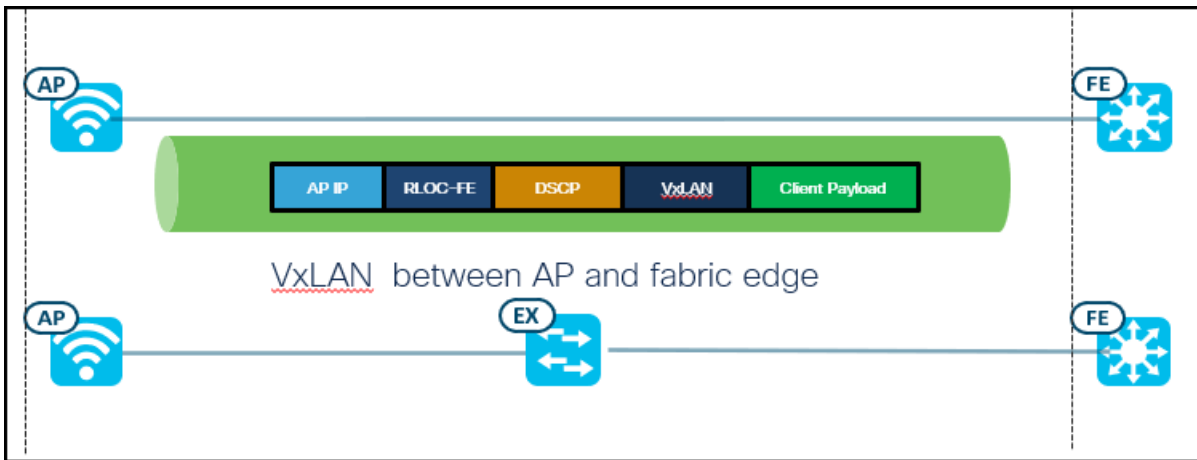 AP
FE
AP IP RLOC-FE DSCP VxLAN Client Payload
VxLAN between AP and fabric edge
AP
EX
FE